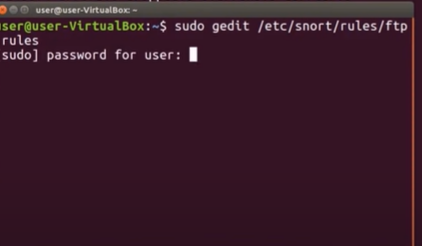 user@user-VirtualBox: ~
user@user-VirtualBox:~$ sudo gedit /etc/snort/rules/ftp
rules
sudo] password for user: